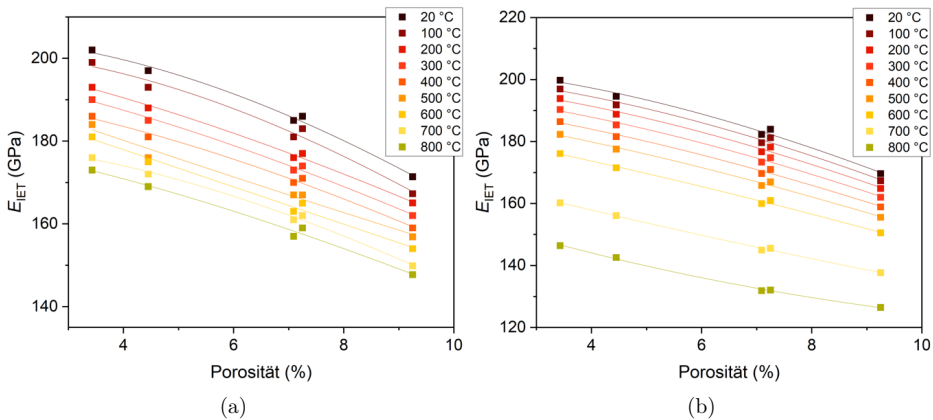 20 °C
100 °C
200 °C
300 °C
400 °C
500 °C
600 °C
700 °C
800 °C
200
180
160
140
E_IET (GPa)
4
6
8
10
Porosität (%)
(a)
20 °C
100 °C
200 °C
300 °C
400 °C
500 °C
600 °C
700 °C
800 °C
220
200
180
160
140
120
E_IET (GPa)
4
6
8
10
Porosität (%)
(b)